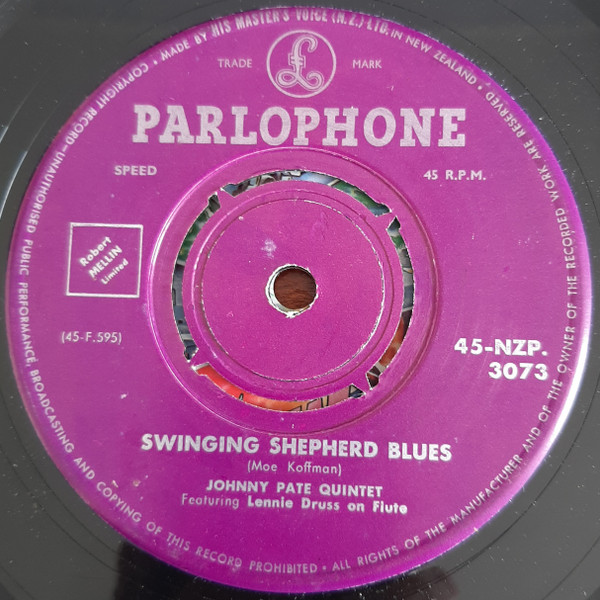 • MADE BY HIS MASTER'S VOICE (N.Z.) LTD. IN NEW ZEALAND •
TRADE £ MARK
PARLOPHONE
SPEED 45 R.P.M.
Robert
MELLIN
Limited
(45-F.595)
45-NZP.
3073
SWINGING SHEPHERD BLUES
(Moe Koffman)
JOHNNY PATE QUINTET
Featuring Lennie Druss on Flute
COPYRIGHT RECORD—UNAUTHORISED PUBLIC PERFORMANCE, BROADCASTING AND COPYING OF THIS RECORD PROHIBITED • ALL RIGHTS OF THE MANUFACTURER AND OF THE OWNER OF THE RECORDED WORK ARE RESERVED